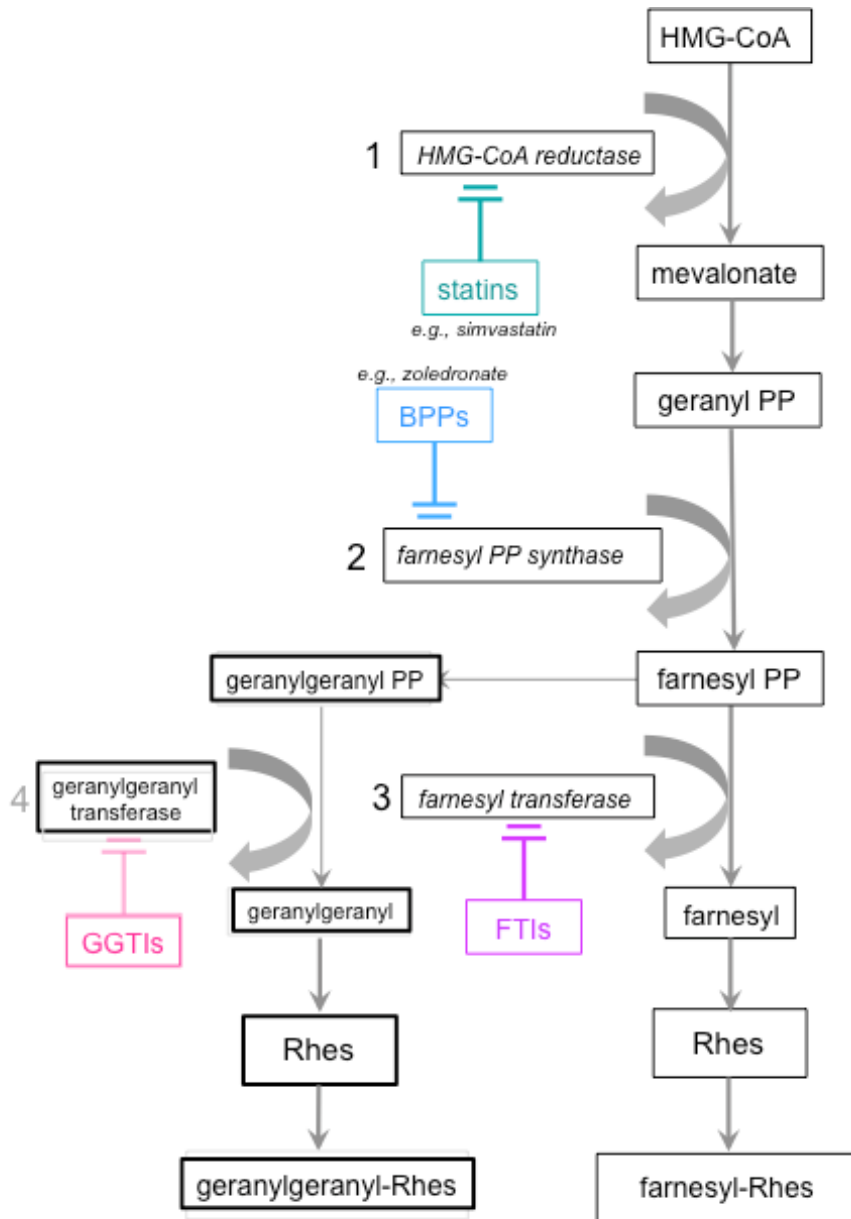 HMG-CoA
1
HMG-CoA reductase
statins
mevalonate
e.g., simvastatin
e.g., zoledronate
BPPs
geranyl PP
2
farnesyl PP synthase
geranylgeranyl PP
farnesyl PP
4
geranylgeranyl
transferase
3
farnesyl transferase
geranylgeranyl
farnesyl
GGTIs
FTIs
Rhes
Rhes
geranylgeranyl-Rhes
farnesyl-Rhes